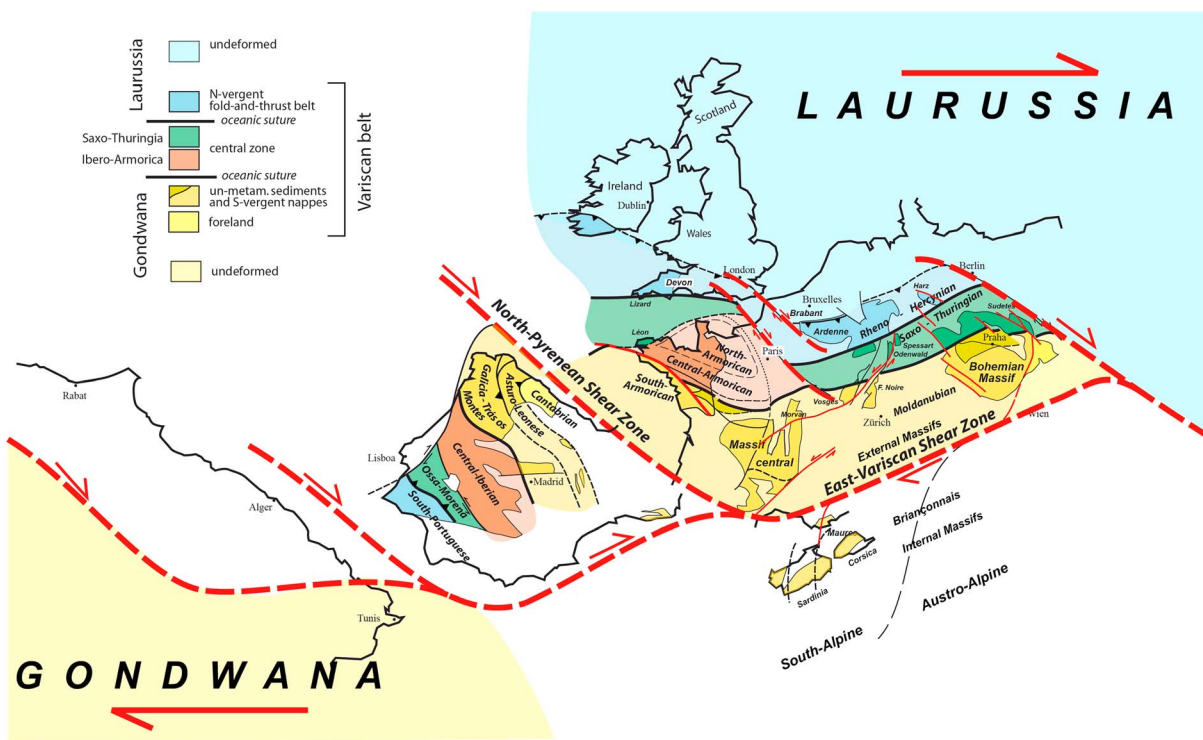 Laurussia
undeformed
N-vergent
fold-and-thrust belt
oceanic suture
Saxo-Thuringia
central zone
Ibero-Armorica
oceanic suture
un-metam. sediments
and S-vergent nappes
foreland
Gondwana
undeformed
Variscan belt
LAURUSSIA
Scotland
Ireland
Dublin
Wales
London
Devon
Berlin
Bruxelles
Brabant
Ardenne
Rheno - Hercynian
Harz
Lizard
Léon
Saxo - Thuringian
Sudetes
Spessart
Odenwald
Praha
Bohemian
Massif
North-
Armorican
Central-Armorican
Paris
South-
Armorican
North-Pyrenean Shear Zone
Vosges
F. Noire
Morvan
Moldanubian
Zürich
Wien
Massif
central
External Massifs
East-Variscan Shear Zone
Galicia - Trás os
Montes
Asturo-Leonese
Cantabrian
Rabat
Lisboa
Central-Iberian
Madrid
Ossa-Morena
South-Portuguese
Alger
Maures
Corsica
Sardinia
Briançonnais
Internal Massifs
Austro-Alpine
South-Alpine
Tunis
GONDWANA